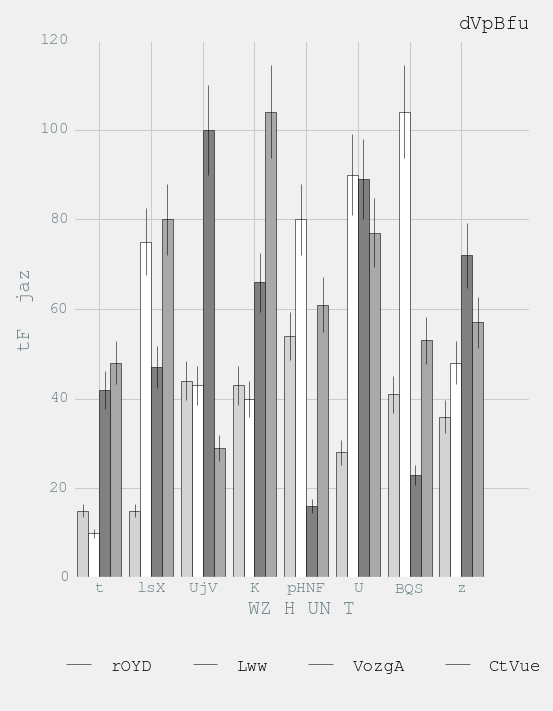 dVpBfu
120
100
80
60
40
20
0
tF  jaz
t lsX UjV K pHNF U BQS z
WZ H UN T
rOYD Lww VozgA CtVue